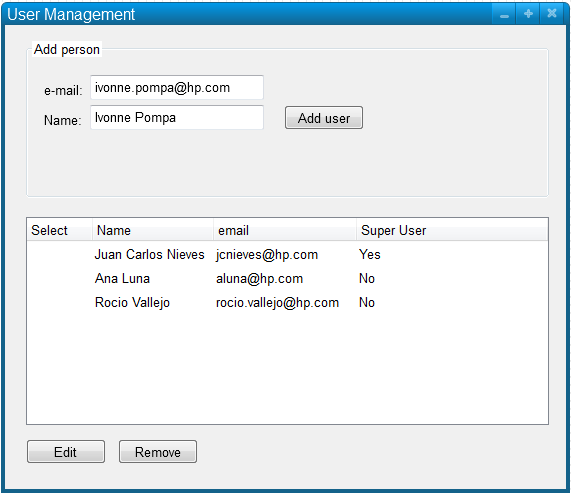 User Management
Add person
e-mail: ivonne.pompa@hp.com
Name: Ivonne Pompa Add user
Select Name email Super User
Juan Carlos Nieves jcnieves@hp.com Yes
Ana Luna aluna@hp.com No
Rocio Vallejo rocio.vallejo@hp.com No
Edit Remove